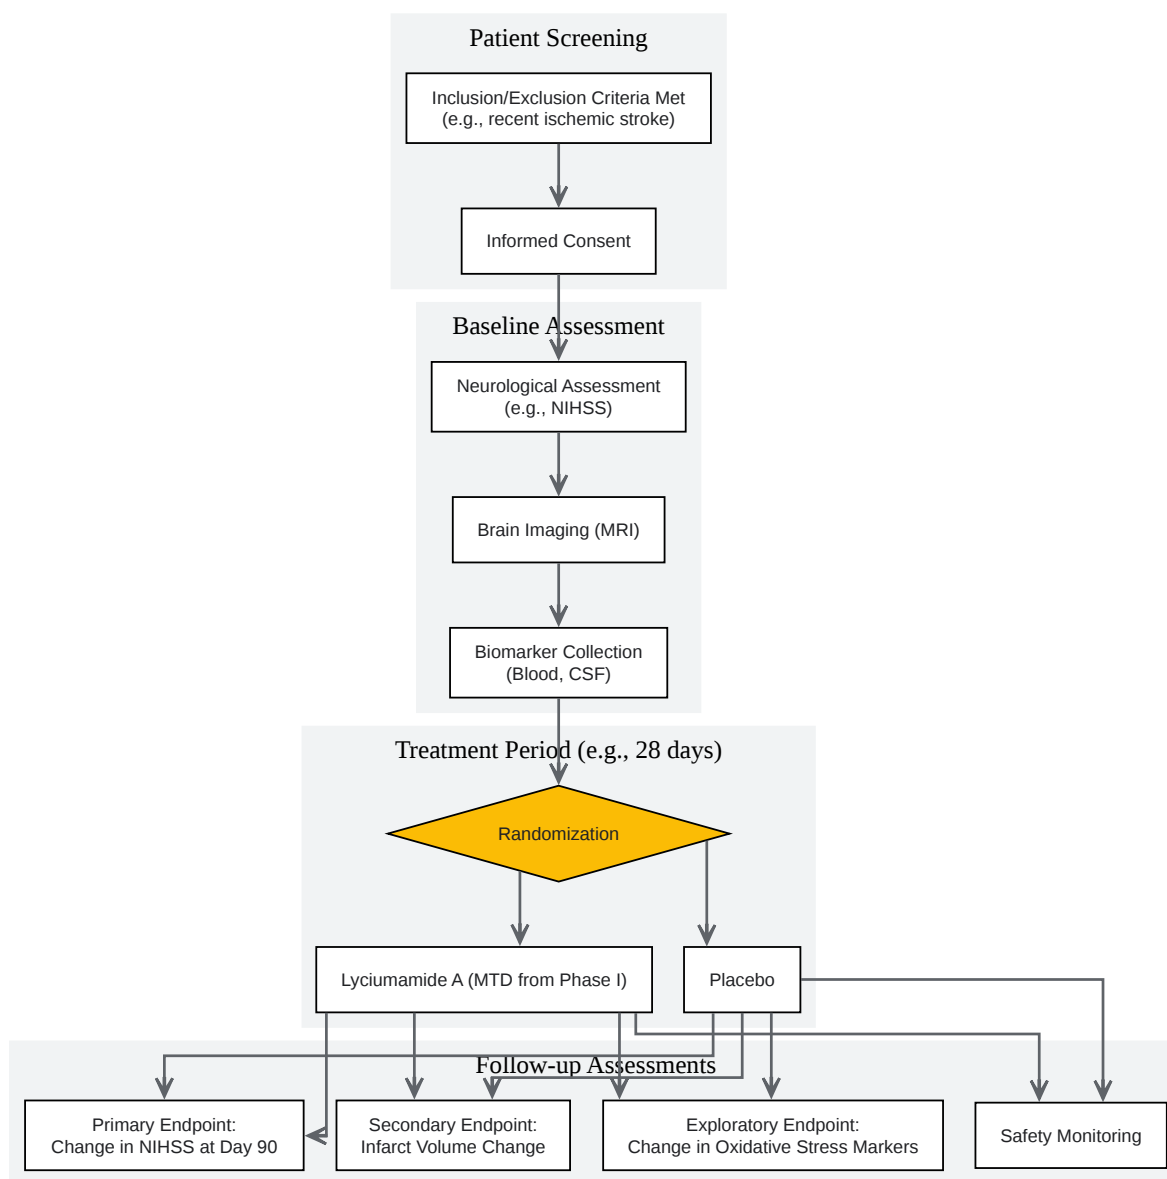 Patient Screening
Inclusion/Exclusion Criteria Met
(e.g., recent ischemic stroke)
Informed Consent
Baseline Assessment
Neurological Assessment
(e.g., NIHSS)
Brain Imaging (MRI)
Biomarker Collection
(Blood, CSF)
Treatment Period (e.g., 28 days)
Randomization
Lyciumamide A (MTD from Phase I)
Placebo
Follow-up Assessments
Primary Endpoint:
Change in NIHSS at Day 90
Secondary Endpoint:
Infarct Volume Change
Exploratory Endpoint:
Change in Oxidative Stress Markers
Safety Monitoring